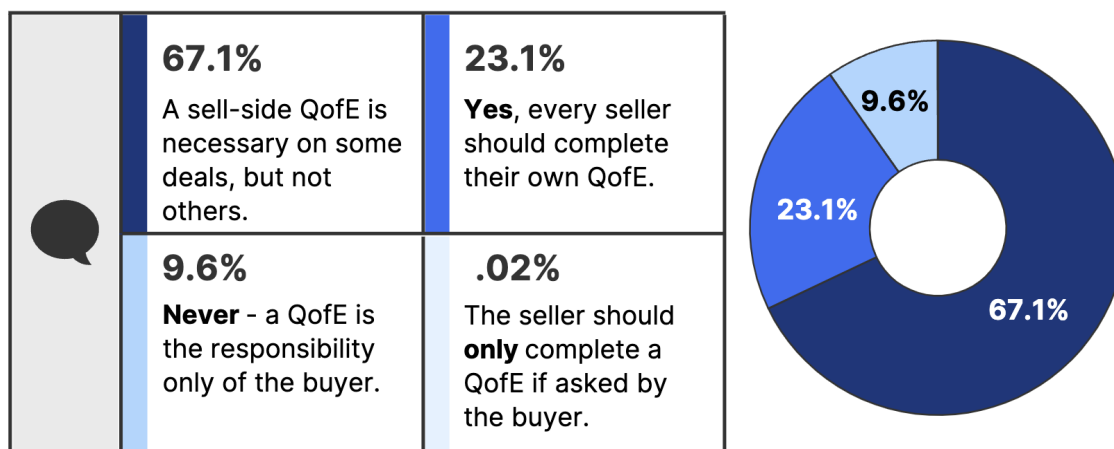 67.1%
A sell-side QofE is
necessary on some
deals, but not
others.
23.1%
Yes, every seller
should complete
their own QofE.
9.6%
Never - a QofE is
the responsibility
only of the buyer.
.02%
The seller should
only complete a
QofE if asked by
the buyer.
9.6%
23.1%
67.1%